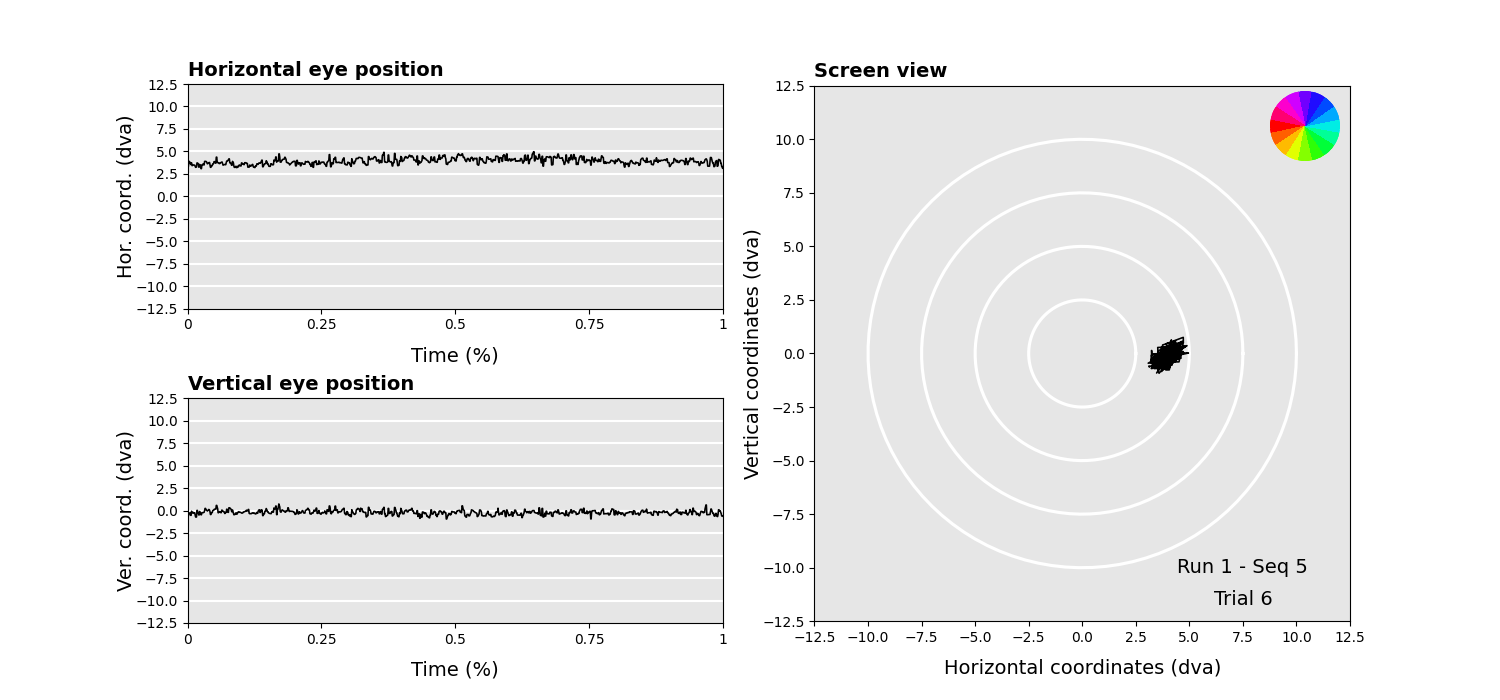 Horizontal eye position
12.5
10.0
7.5
5.0
2.5
0.0
−2.5
−5.0
−7.5
−10.0
−12.5
Hor. coord. (dva)
0 0.25 0.5 0.75 1
Time (%)
Vertical eye position
12.5
10.0
7.5
5.0
2.5
0.0
−2.5
−5.0
−7.5
−10.0
−12.5
Ver. coord. (dva)
0 0.25 0.5 0.75 1
Time (%)
Screen view
12.5
10.0
7.5
5.0
2.5
0.0
−2.5
−5.0
−7.5
−10.0
−12.5
Vertical coordinates (dva)
Run 1 - Seq 5
Trial 6
−12.5 −10.0 −7.5 −5.0 −2.5 0.0 2.5 5.0 7.5 10.0 12.5
Horizontal coordinates (dva)